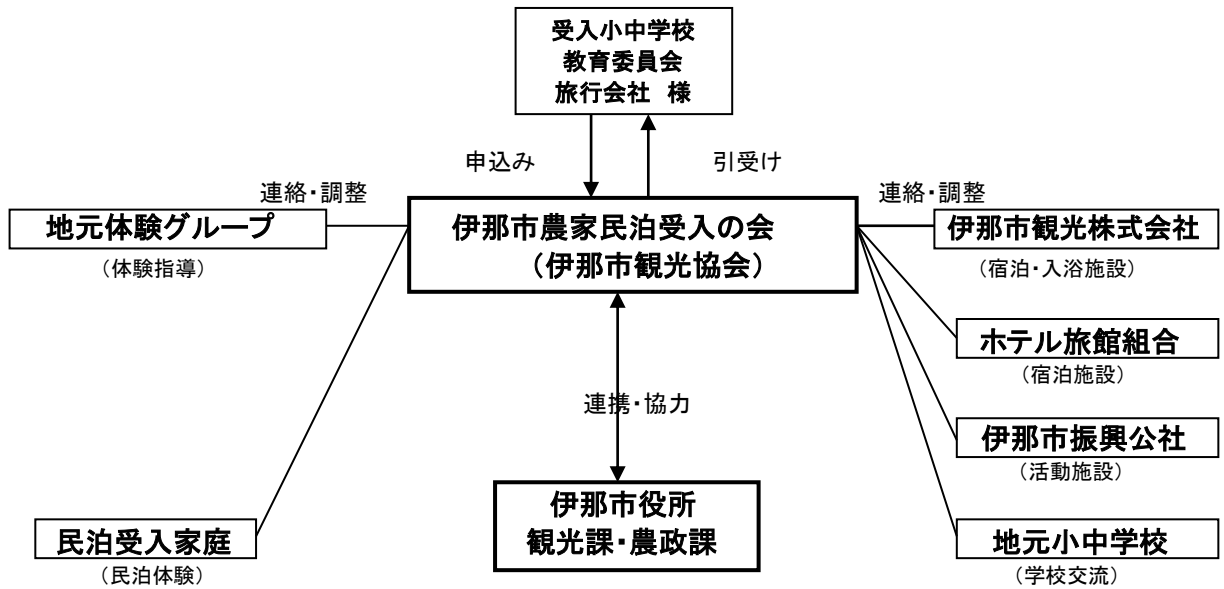 受入小中学校
教育委員会
旅行会社　様
申込み
引受け
連絡・調整
連絡・調整
地元体験グループ
（体験指導）
伊那市農家民泊受入の会
（伊那市観光協会）
伊那市観光株式会社
（宿泊・入浴施設）
ホテル旅館組合
（宿泊施設）
連携・協力
伊那市振興公社
（活動施設）
伊那市役所
観光課・農政課
民泊受入家庭
（民泊体験）
地元小中学校
（学校交流）